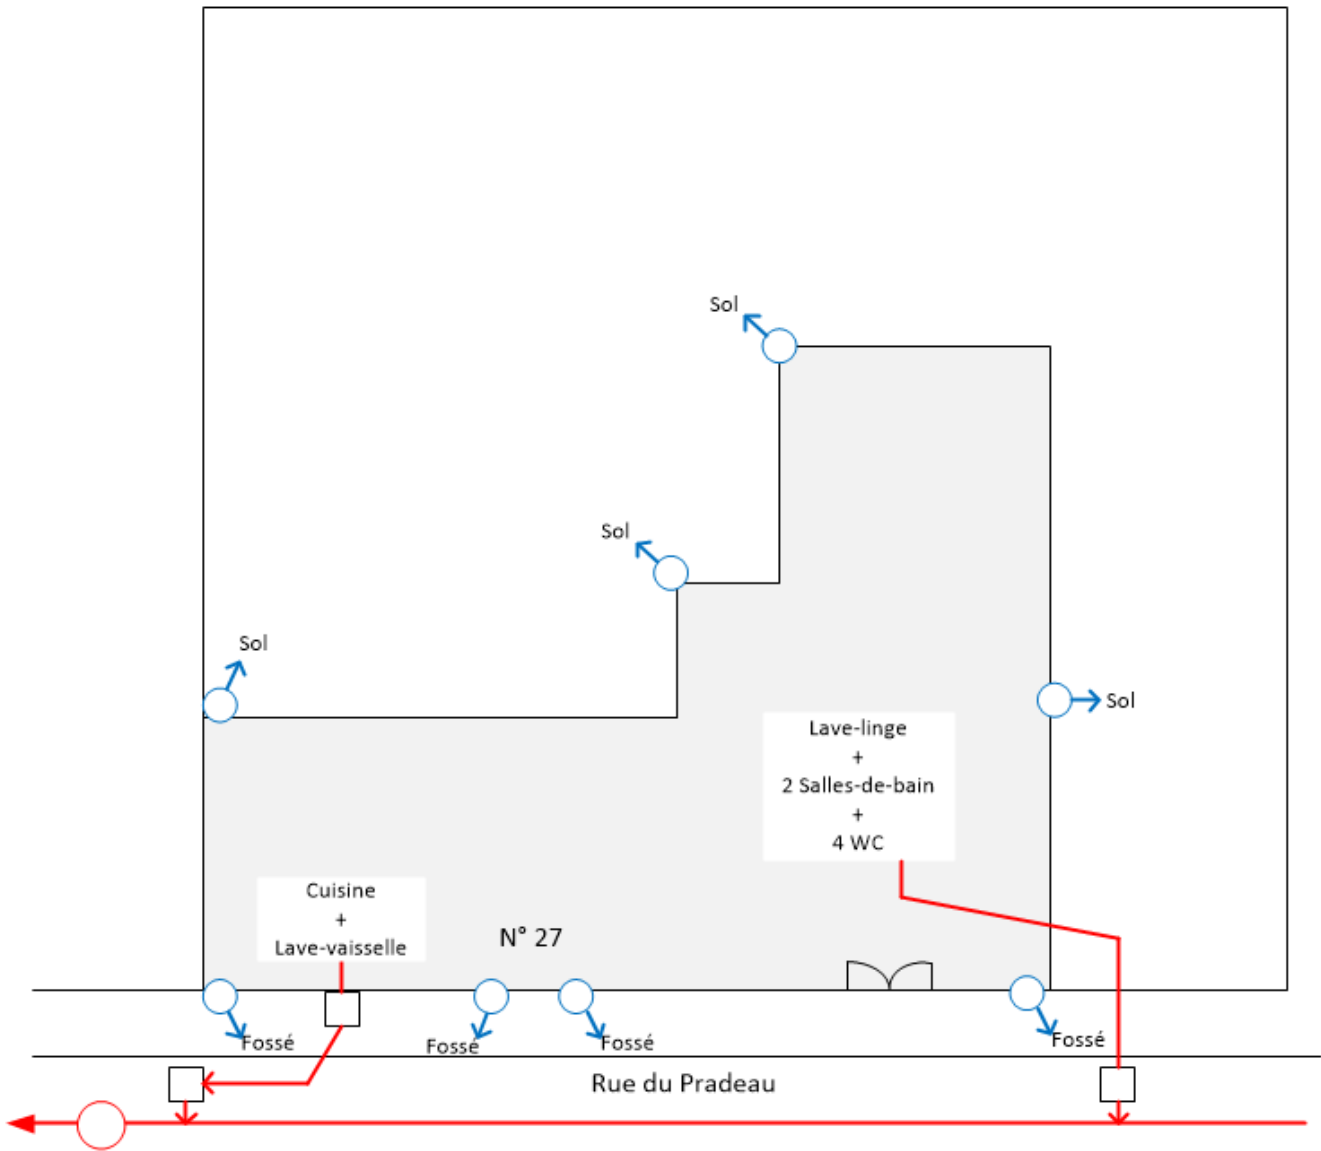 Sol
Sol
Sol
Sol
Lave-linge
+
2 Salles-de-bain
+
4 WC
Cuisine
+
Lave-vaisselle
N° 27
Fossé
Fossé
Fossé
Fossé
Rue du Pradeau